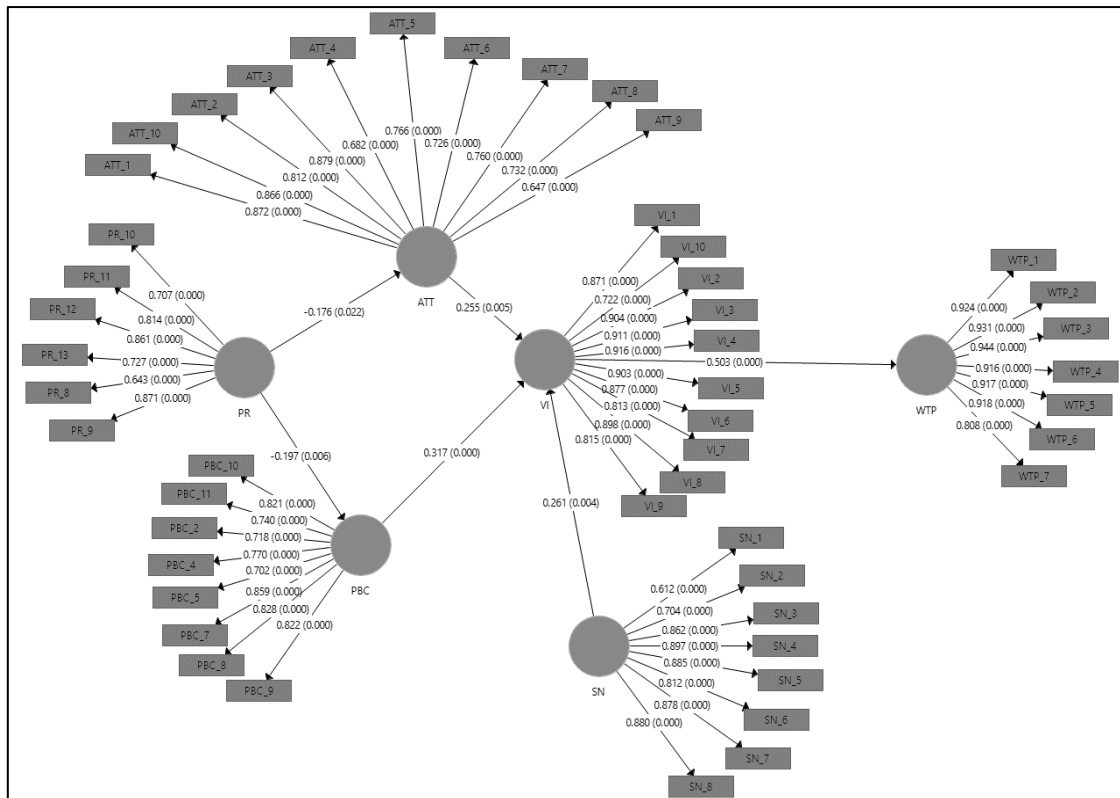 ATT_5
ATT_4
ATT_6
ATT_3
ATT_7
ATT_2
ATT_8
ATT_10
ATT_9
ATT_1
0.766 (0.000)
0.682 (0.000)
0.726 (0.000)
0.879 (0.000)
0.760 (0.000)
0.812 (0.000)
0.732 (0.000)
0.866 (0.000)
0.647 (0.000)
0.872 (0.000)
ATT
PR_10
PR_11
PR_12
PR_13
PR_8
PR_9
0.707 (0.000)
0.814 (0.000)
0.861 (0.000)
0.727 (0.000)
0.643 (0.000)
0.871 (0.000)
PR
-0.176 (0.022)
-0.197 (0.006)
0.255 (0.005)
0.317 (0.000)
0.261 (0.004)
0.503 (0.000)
VI_1
VI_10
VI_2
VI_3
VI_4
VI_5
VI_6
VI_7
VI_8
VI_9
0.871 (0.000)
0.722 (0.000)
0.904 (0.000)
0.911 (0.000)
0.916 (0.000)
0.903 (0.000)
0.877 (0.000)
0.813 (0.000)
0.898 (0.000)
0.815 (0.000)
VI
WTP_1
WTP_2
WTP_3
WTP_4
WTP_5
WTP_6
WTP_7
0.924 (0.000)
0.931 (0.000)
0.944 (0.000)
0.916 (0.000)
0.917 (0.000)
0.918 (0.000)
0.808 (0.000)
WTP
PBC_10
PBC_11
PBC_2
PBC_4
PBC_5
PBC_7
PBC_8
PBC_9
0.821 (0.000)
0.740 (0.000)
0.718 (0.000)
0.770 (0.000)
0.702 (0.000)
0.859 (0.000)
0.828 (0.000)
0.822 (0.000)
PBC
SN_1
SN_2
SN_3
SN_4
SN_5
SN_6
SN_7
SN_8
0.612 (0.000)
0.704 (0.000)
0.862 (0.000)
0.897 (0.000)
0.885 (0.000)
0.812 (0.000)
0.878 (0.000)
0.880 (0.000)
SN